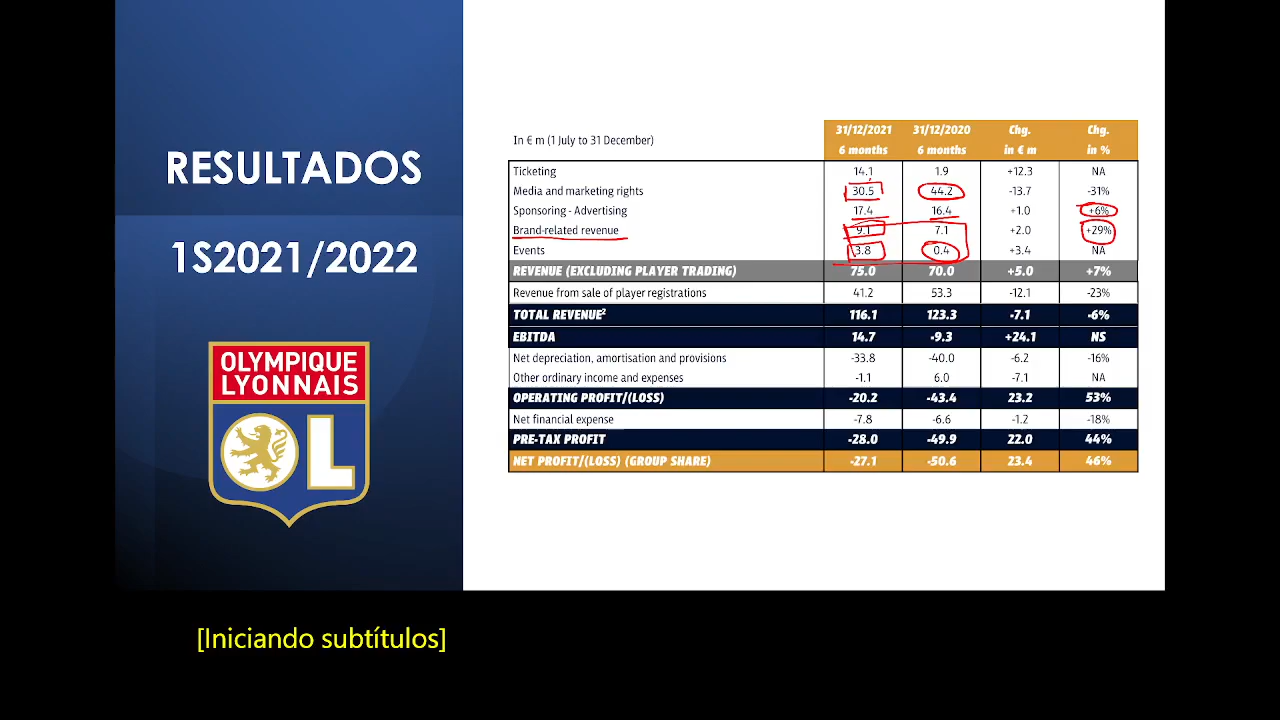 RESULTADOS
1S2021/2022
OLYMPIQUE
LYONNAIS
OL
In € m (1 July to 31 December) 31/12/2021 6 months 31/12/2020 6 months Chg. in € m Chg. in %
Ticketing 14.1 1.9 +12.3 NA
Media and marketing rights 30.5 44.2 -13.7 -31%
Sponsoring - Advertising 17.4 16.4 +1.0 +6%
Brand-related revenue 9.1 7.1 +2.0 +29%
Events 3.8 0.4 +3.4 NA
REVENUE (EXCLUDING PLAYER TRADING) 75.0 70.0 +5.0 +7%
Revenue from sale of player registrations 41.2 53.3 -12.1 -23%
TOTAL REVENUE² 116.1 123.3 -7.1 -6%
EBITDA 14.7 -9.3 +24.1 NS
Net depreciation, amortisation and provisions -33.8 -40.0 -6.2 -16%
Other ordinary income and expenses -1.1 6.0 -7.1 NA
OPERATING PROFIT/(LOSS) -20.2 -43.4 23.2 53%
Net financial expense -7.8 -6.6 -1.2 -18%
PRE-TAX PROFIT -28.0 -49.9 22.0 44%
NET PROFIT/(LOSS) (GROUP SHARE) -27.1 -50.6 23.4 46%
[Iniciando subtítulos]